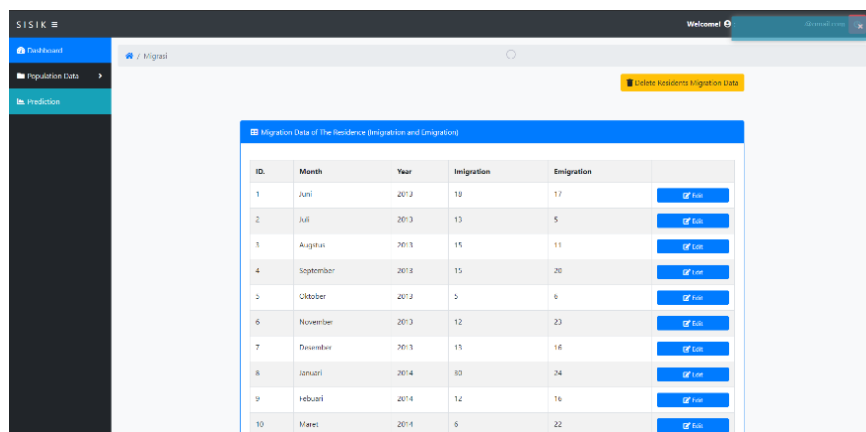 SISIK
Welcome!
Dashboard
/ Migrasi
Population Data
Delete Residents Migration Data
Prediction
Migration Data of The Residence (Imigratrion and Emigration)
ID. Month Year Imigration Emigration
1 Juni 2013 18 17 Edit
2 Juli 2013 13 5 Edit
3 Augstus 2013 15 11 Edit
4 September 2013 15 20 Edit
5 Oktober 2013 5 6 Edit
6 November 2013 12 23 Edit
7 Desember 2013 13 16 Edit
8 Januari 2014 80 24 Edit
9 Febuari 2014 12 16 Edit
10 Maret 2014 6 22 Edit